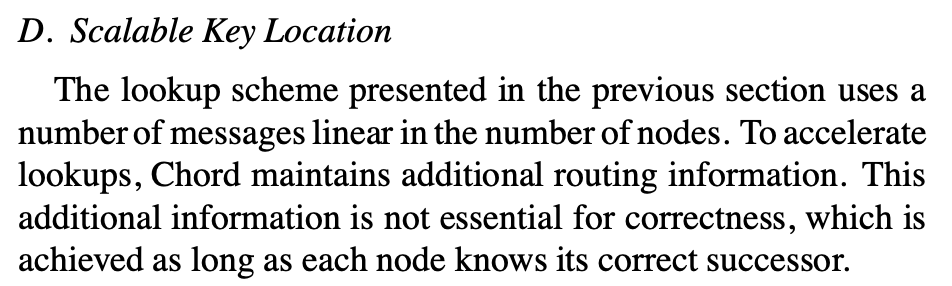 D. Scalable Key Location
The lookup scheme presented in the previous section uses a
number of messages linear in the number of nodes. To accelerate
lookups, Chord maintains additional routing information. This
additional information is not essential for correctness, which is
achieved as long as each node knows its correct successor.